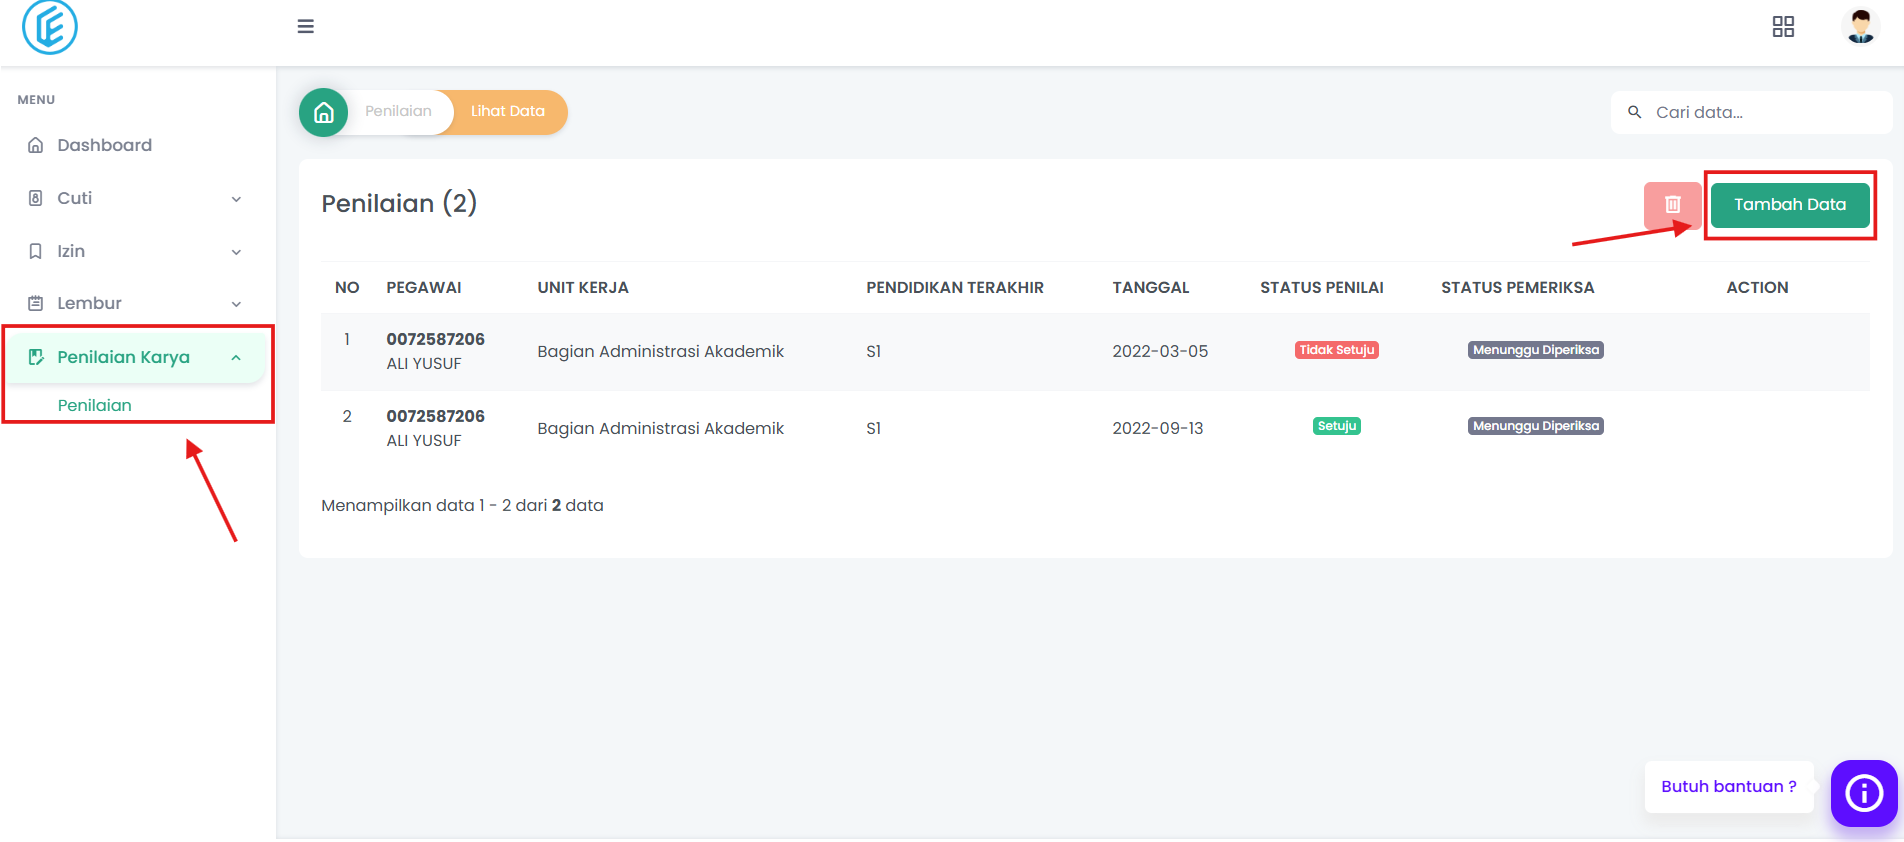 MENU
Dashboard
Cuti
Izin
Lembur
Penilaian Karya
Penilaian
Penilaian Lihat Data
Cari data...
Penilaian (2)
Tambah Data
NO PEGAWAI UNIT KERJA PENDIDIKAN TERAKHIR TANGGAL STATUS PENILAI STATUS PEMERIKSA ACTION
1 0072587206 Bagian Administrasi Akademik S1 2022-03-05 Tidak Setuju Menunggu Diperiksa
ALI YUSUF
2 0072587206 Bagian Administrasi Akademik S1 2022-09-13 Setuju Menunggu Diperiksa
ALI YUSUF
Menampilkan data 1 - 2 dari 2 data
Butuh bantuan ?